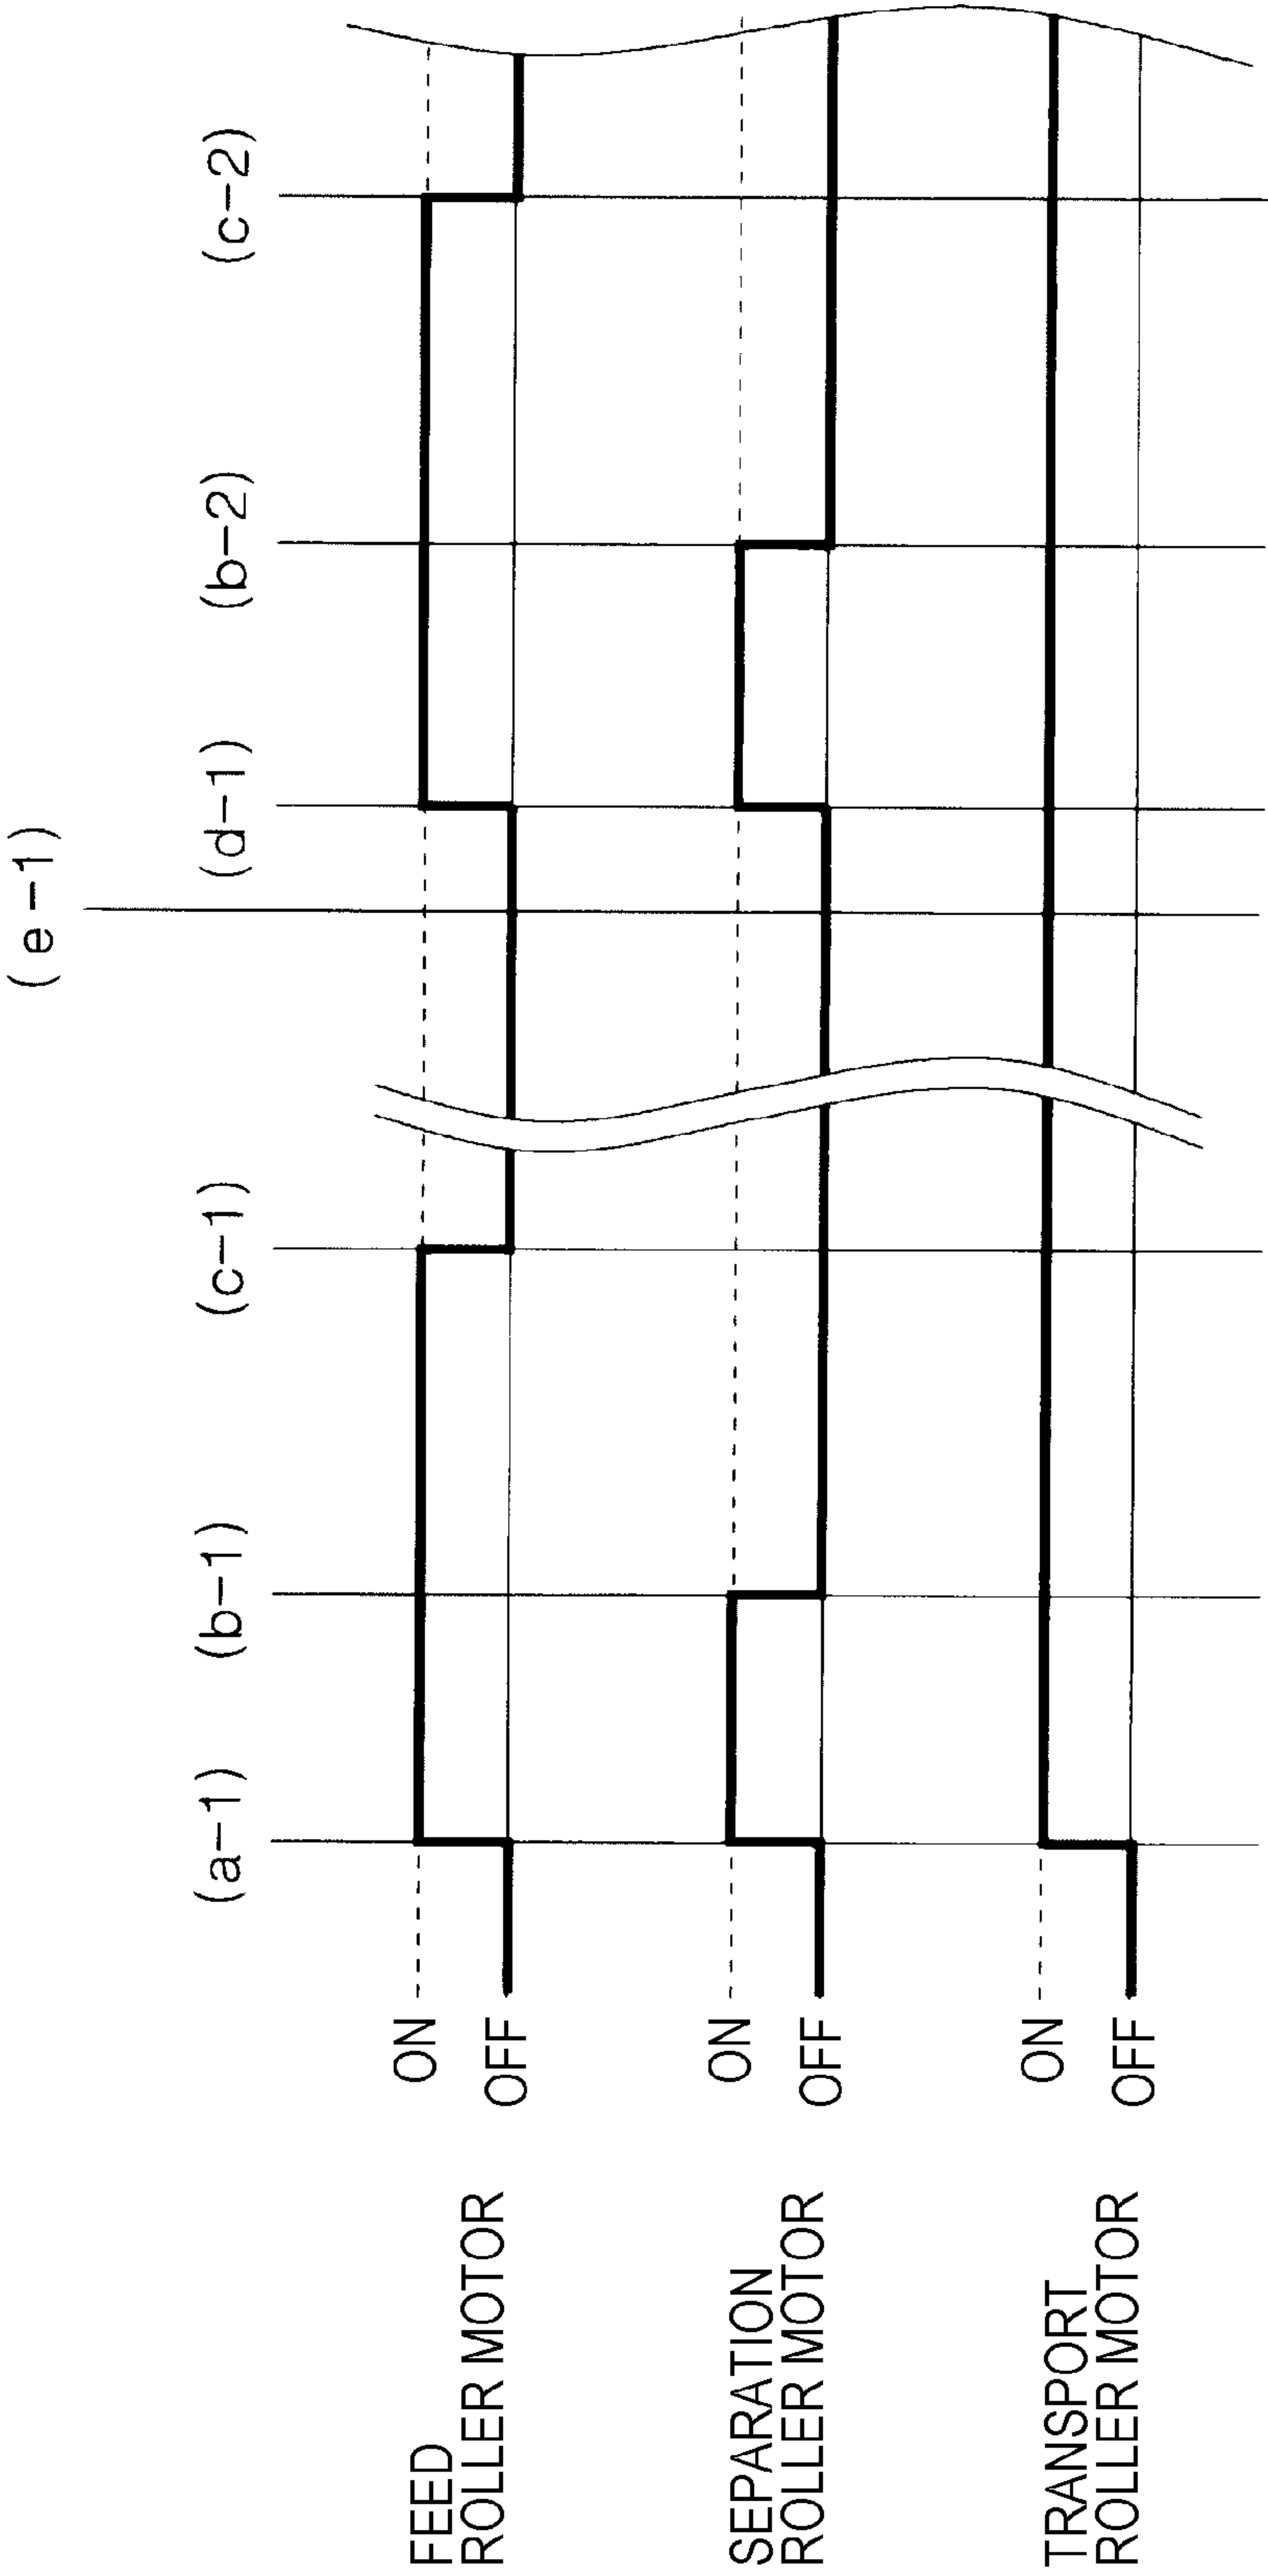 (e-1)
(a-1)
(b-1)
(c-1)
(d-1)
(b-2)
(c-2)
FEED
ROLLER MOTOR
ON
OFF
SEPARATION
ROLLER MOTOR
ON
OFF
TRANSPORT
ROLLER MOTOR
ON
OFF